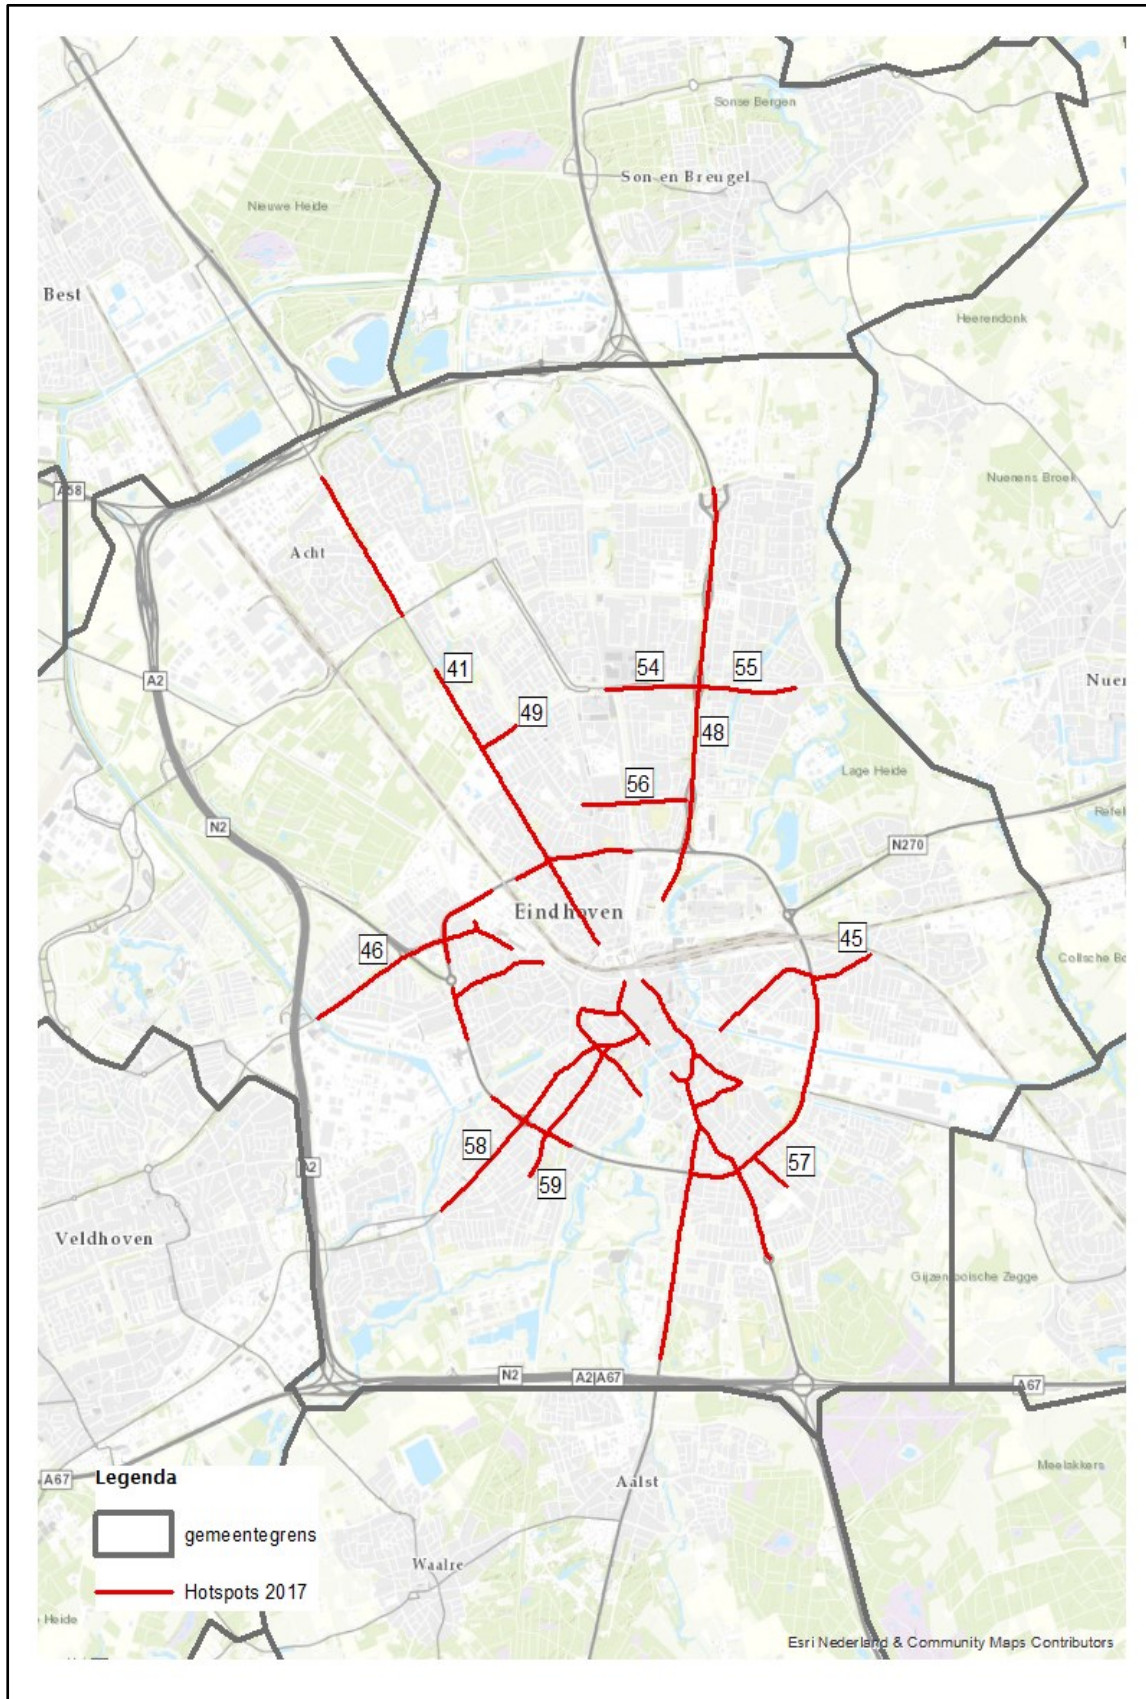 Sonse Bergen
Son en Breugel
Nieuwe Heide
Best
Heerendonk
Nuenens Broek
A58
Acht
A2
41
54
55
Nuer
49
48
Lage Heide
56
N2
N270
Eindhoven
46
45
Collsche Bo
58
57
A2
59
Veldhoven
Gijzenrooische Zegge
N2
A2|A67
A67
A67
Legenda
Aalst
Meelakkers
gemeentegrens
Waalre
Hotspots 2017
Heide
Esri Nederland & Community Maps Contributors